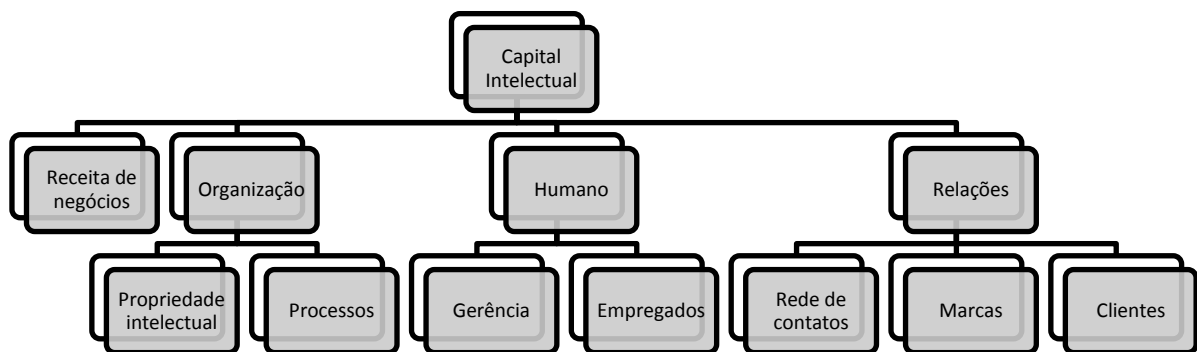 Capital
Intelectual
Receita de
negócios
Organização
Humano
Relações
Propriedade
intelectual
Processos
Gerência
Empregados
Rede de
contatos
Marcas
Clientes